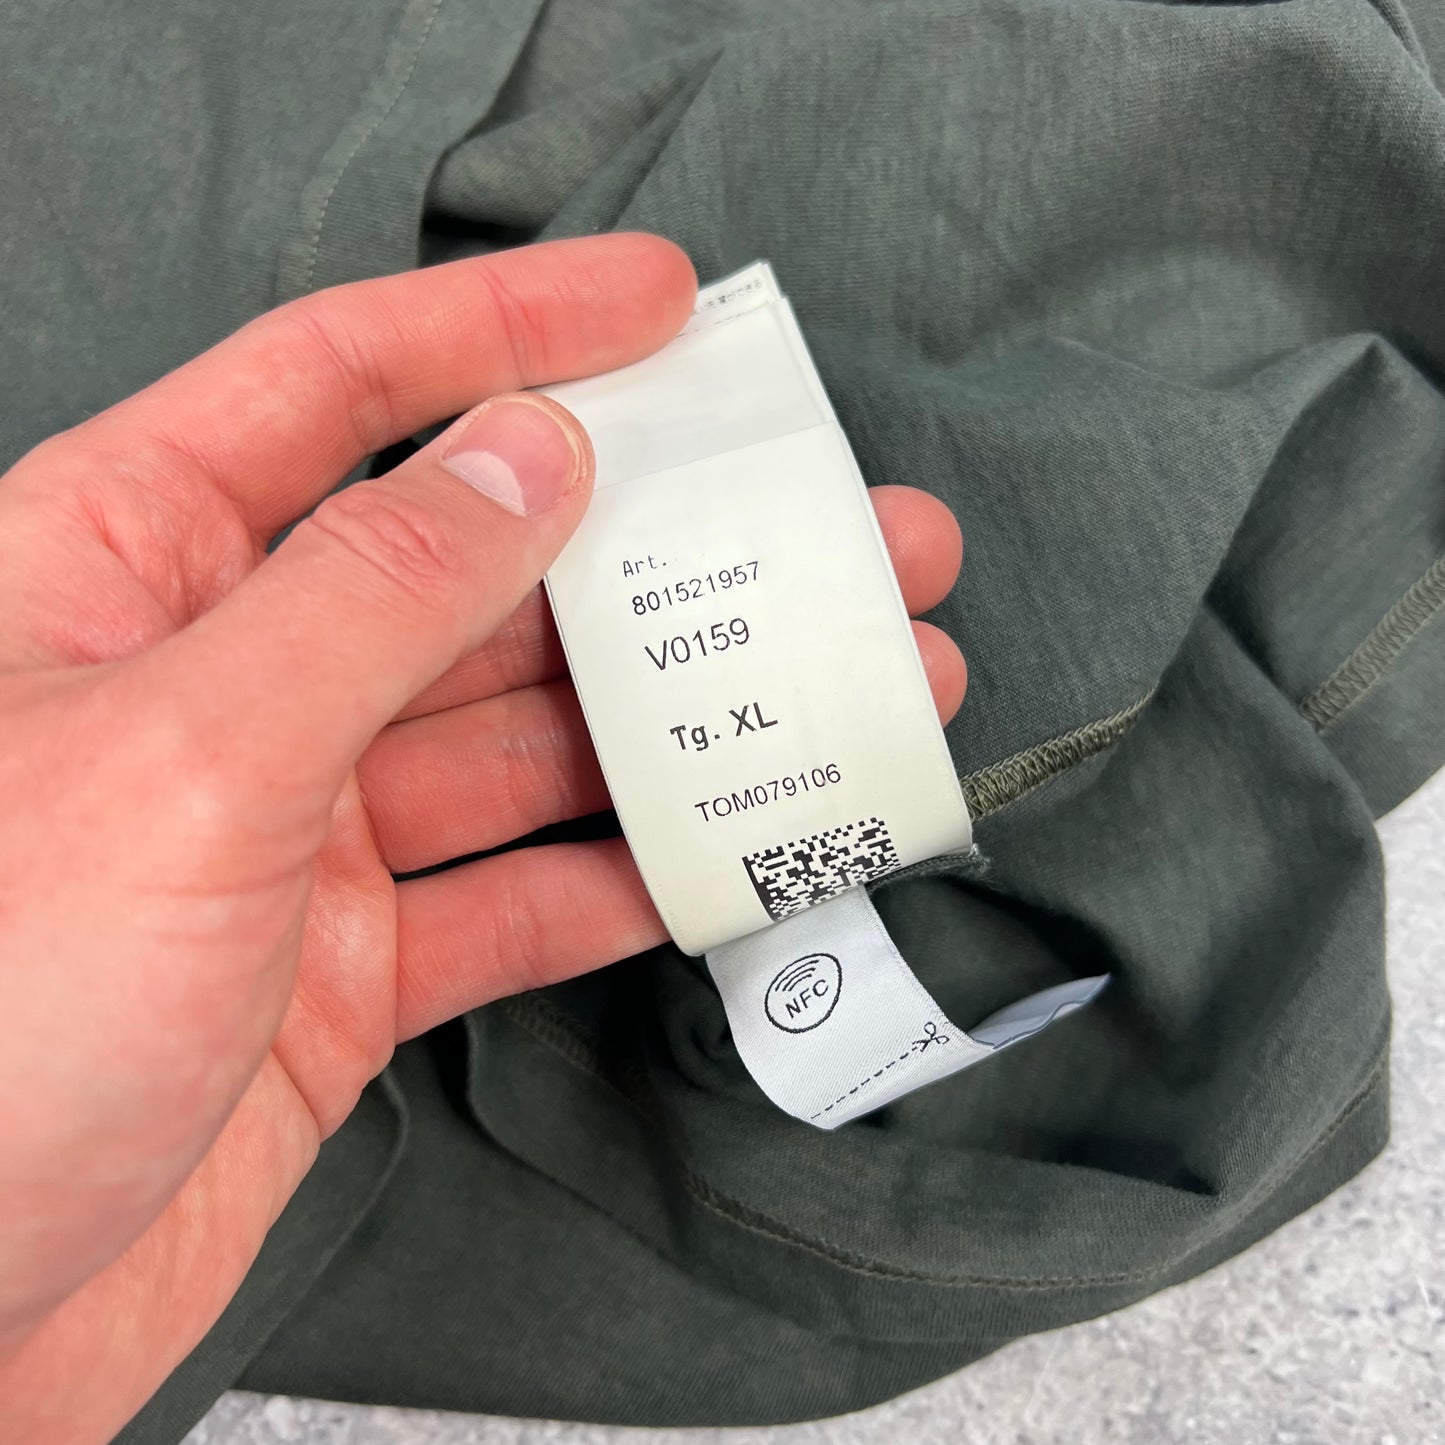 Art.
801521957
V0159
Tg. XL
TOM079106
NFC